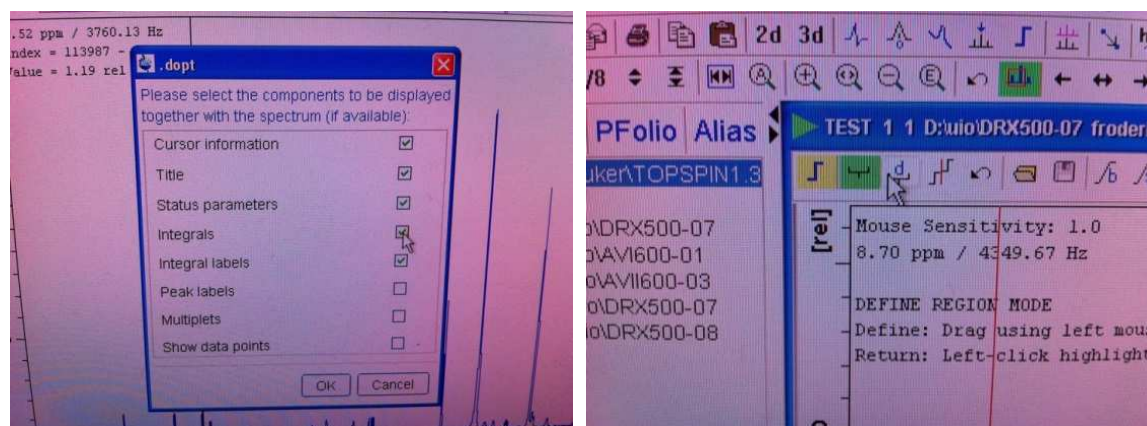 .52 ppm / 3760.13 Hz
ndex = 113987 -
alue = 1.19 rel
.dopt
Please select the components to be displayed
together with the spectrum (if available):
Cursor information
Title
Status parameters
Integrals
Integral labels
Peak labels
Multiplets
Show data points
OK
Cancel
2d 3d
/8
PFolio Alias
TEST 1 1 D:\uio\DRX500-07 froder
uker\TOPSPIN1.3
\DRX500-07
\AVI600-01
\AVII600-03
\DRX500-07
\DRX500-08
[rel]
Mouse Sensitivity: 1.0
8.70 ppm / 4349.67 Hz
DEFINE REGION MODE
Define: Drag using left mou
Return: Left-click highlight